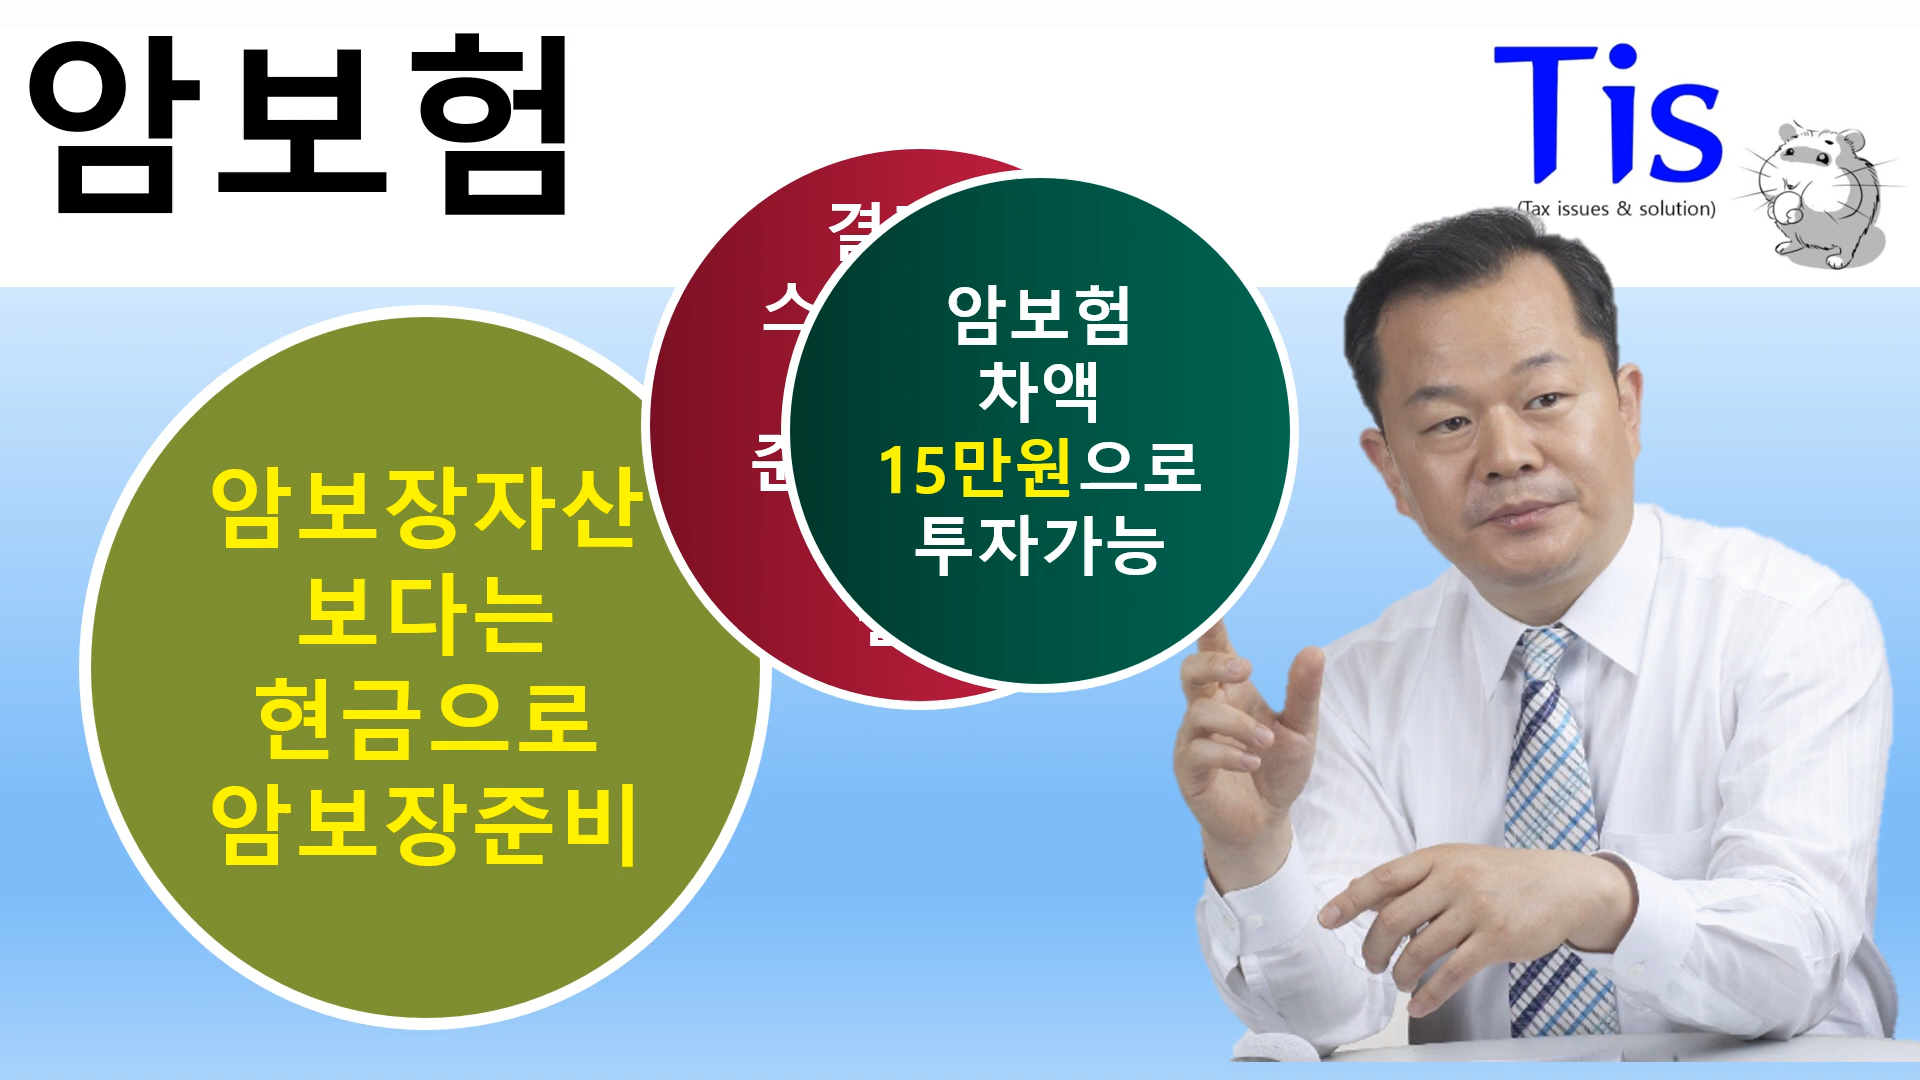 암보험
Tis
(Tax issues & solution)
암보장자산
보다는
현금으로
암보장준비
암보험
차액
15만원으로
투자가능